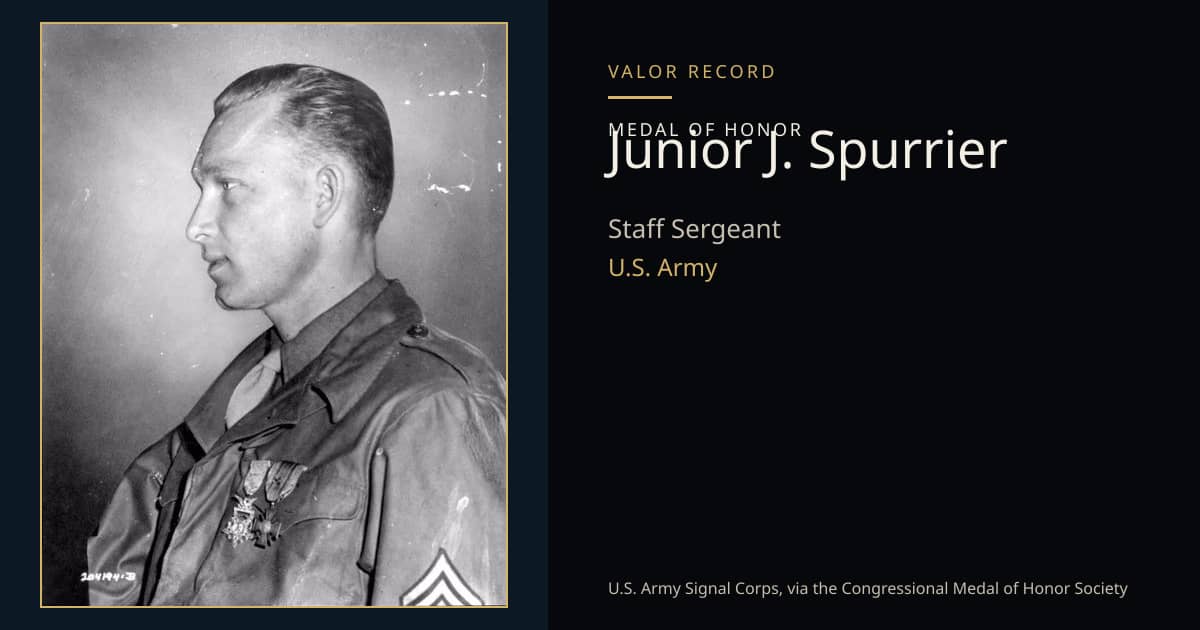 VALOR RECORD
MEDAL OF HONOR
Junior J. Spurrier
Staff Sergeant
U.S. Army
204194-B
U.S. Army Signal Corps, via the Congressional Medal of Honor Society